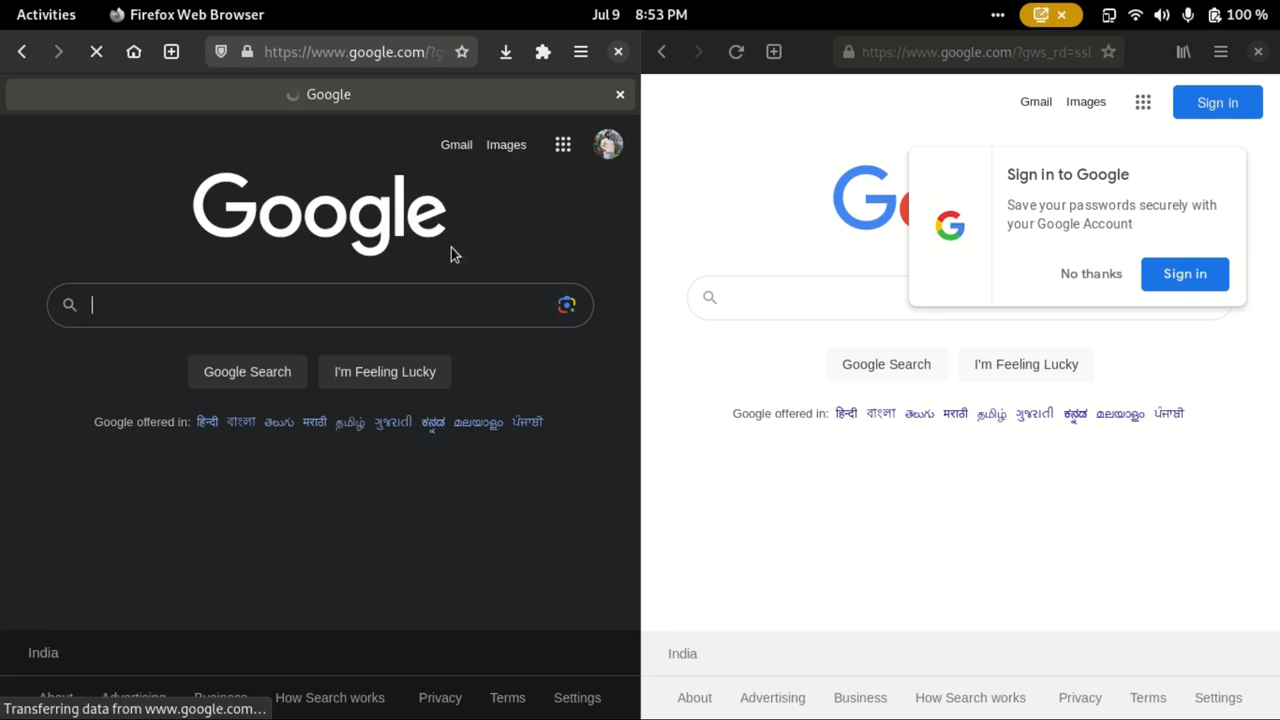 Activities
Firefox Web Browser
Jul 9 8:53 PM
100 %
https://www.google.com/?g
Google
Gmail Images
Google
Google Search I'm Feeling Lucky
Google offered in: हिन्दी বাংলা తెలుగు मराठी தமிழ் ગુજરાતી ಕನ್ನಡ മലയാളം ਪੰਜਾਬੀ
India
About Advertising Business How Search works Privacy Terms Settings
Transferring data from www.google.com…
https://www.google.com/?gws_rd=ssl
Gmail Images Sign in
Sign in to Google
Save your passwords securely with
your Google Account
No thanks Sign in
Google Search I'm Feeling Lucky
Google offered in: हिन्दी বাংলা తెలుగు मराठी தமிழ் ગુજરાતી ಕನ್ನಡ മലയാളം ਪੰਜਾਬੀ
India
About Advertising Business How Search works Privacy Terms Settings